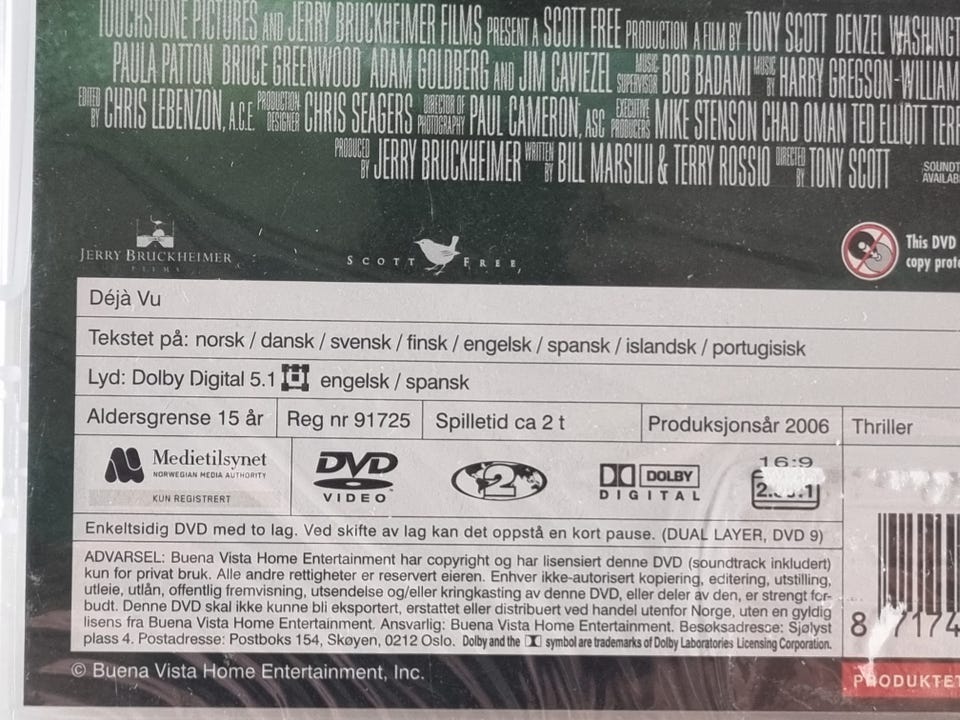 TOUCHSTONE PICTURES AND JERRY BRUCKHEIMER FILMS PRESENT A SCOTT FREE PRODUCTION A FILM BY TONY SCOTT DENZEL WASHINGT
PAULA PATTON BRUCE GREENWOOD ADAM GOLDBERG AND JIM CAVIEZEL MUSIC SUPERVISOR BOB BADAMI MUSIC BY HARRY GREGSON-WILLIAM
EDITED BY CHRIS LEBENZON, A.C.E. PRODUCTION DESIGNER CHRIS SEAGERS DIRECTOR OF PHOTOGRAPHY PAUL CAMERON, ASC EXECUTIVE PRODUCERS MIKE STENSON CHAD OMAN TED ELLIOTT TERR
PRODUCED BY JERRY BRUCKHEIMER WRITTEN BY BILL MARSILII & TERRY ROSSIO DIRECTED BY TONY SCOTT
SOUNDT
AVAILAB
JERRY BRUCKHEIMER
FILMS
SCOTT FREE
This DVD
copy prote
Déjà Vu
Tekstet på: norsk / dansk / svensk / finsk / engelsk / spansk / islandsk / portugisisk
Lyd: Dolby Digital 5.1 engelsk / spansk
Aldersgrense 15 år Reg nr 91725 Spilletid ca 2 t Produksjonsår 2006 Thriller
Medietilsynet
NORWEGIAN MEDIA AUTHORITY
KUN REGISTRERT
DVD
VIDEO
2
DOLBY
DIGITAL
16:9
Enkeltsidig DVD med to lag. Ved skifte av lag kan det oppstå en kort pause. (DUAL LAYER, DVD 9)
ADVARSEL: Buena Vista Home Entertainment har copyright og har lisensiert denne DVD (soundtrack inkludert)
kun for privat bruk. Alle andre rettigheter er reservert eieren. Enhver ikke-autorisert kopiering, editering, utstilling,
utleie, utlån, offentlig fremvisning, utsendelse og/eller kringkasting av denne DVD, eller deler av den, er strengt for-
budt. Denne DVD skal ikke kunne bli eksportert, erstattet eller distribuert ved handel utenfor Norge, uten en gyldig
lisens fra Buena Vista Home Entertainment. Ansvarlig: Buena Vista Home Entertainment. Besøksadresse: Sjølyst
plass 4. Postadresse: Postboks 154, Skøyen, 0212 Oslo. Dolby and the symbol are trademarks of Dolby Laboratories Licensing Corporation.
8 7174
© Buena Vista Home Entertainment, Inc.
PRODUKTET